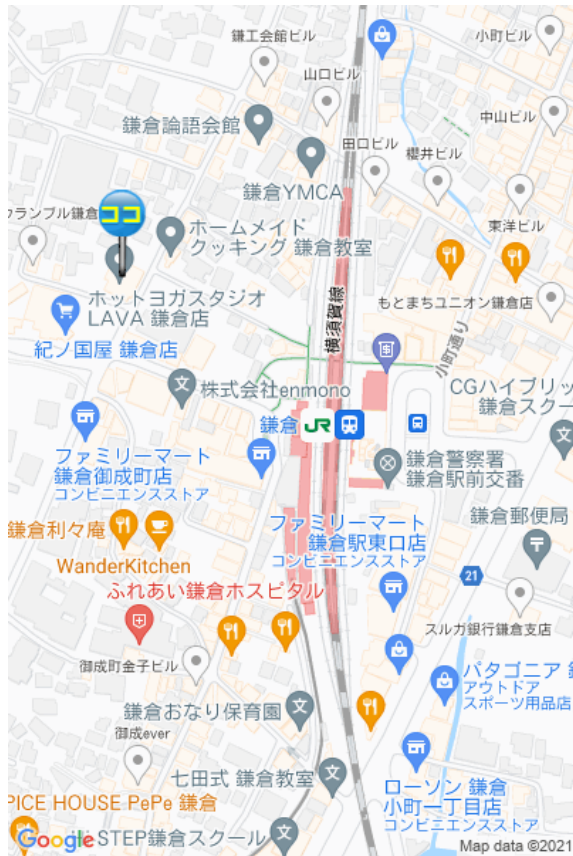 鎌工会館ビル
小町ビル
山口ビル
中山ビル
鎌倉論語会館
田口ビル
櫻井ビル
鎌倉YMCA
クランブル鎌倉
ココ
東洋ビル
ホームメイド
クッキング 鎌倉教室
ホットヨガスタジオ
LAVA 鎌倉店
もとまちユニオン鎌倉店
横須賀線
紀ノ国屋 鎌倉店
小町通り
株式会社enmono
CGハイブリッ
鎌倉スクー
鎌倉
JR
ファミリーマート
鎌倉御成町店
コンビニエンスストア
鎌倉警察署
鎌倉駅前交番
鎌倉利々庵
ファミリーマート
鎌倉駅東口店
コンビニエンスストア
鎌倉郵便局
WanderKitchen
21
ふれあい鎌倉ホスピタル
スルガ銀行鎌倉支店
御成町金子ビル
パタゴニア 鎌
アウトドア
スポーツ用品店
鎌倉おなり保育園
御成ever
七田式 鎌倉教室
ローソン 鎌倉
小町一丁目店
コンビニエンスストア
PICE HOUSE PePe 鎌倉
Google
STEP鎌倉スクール
Map data ©2021